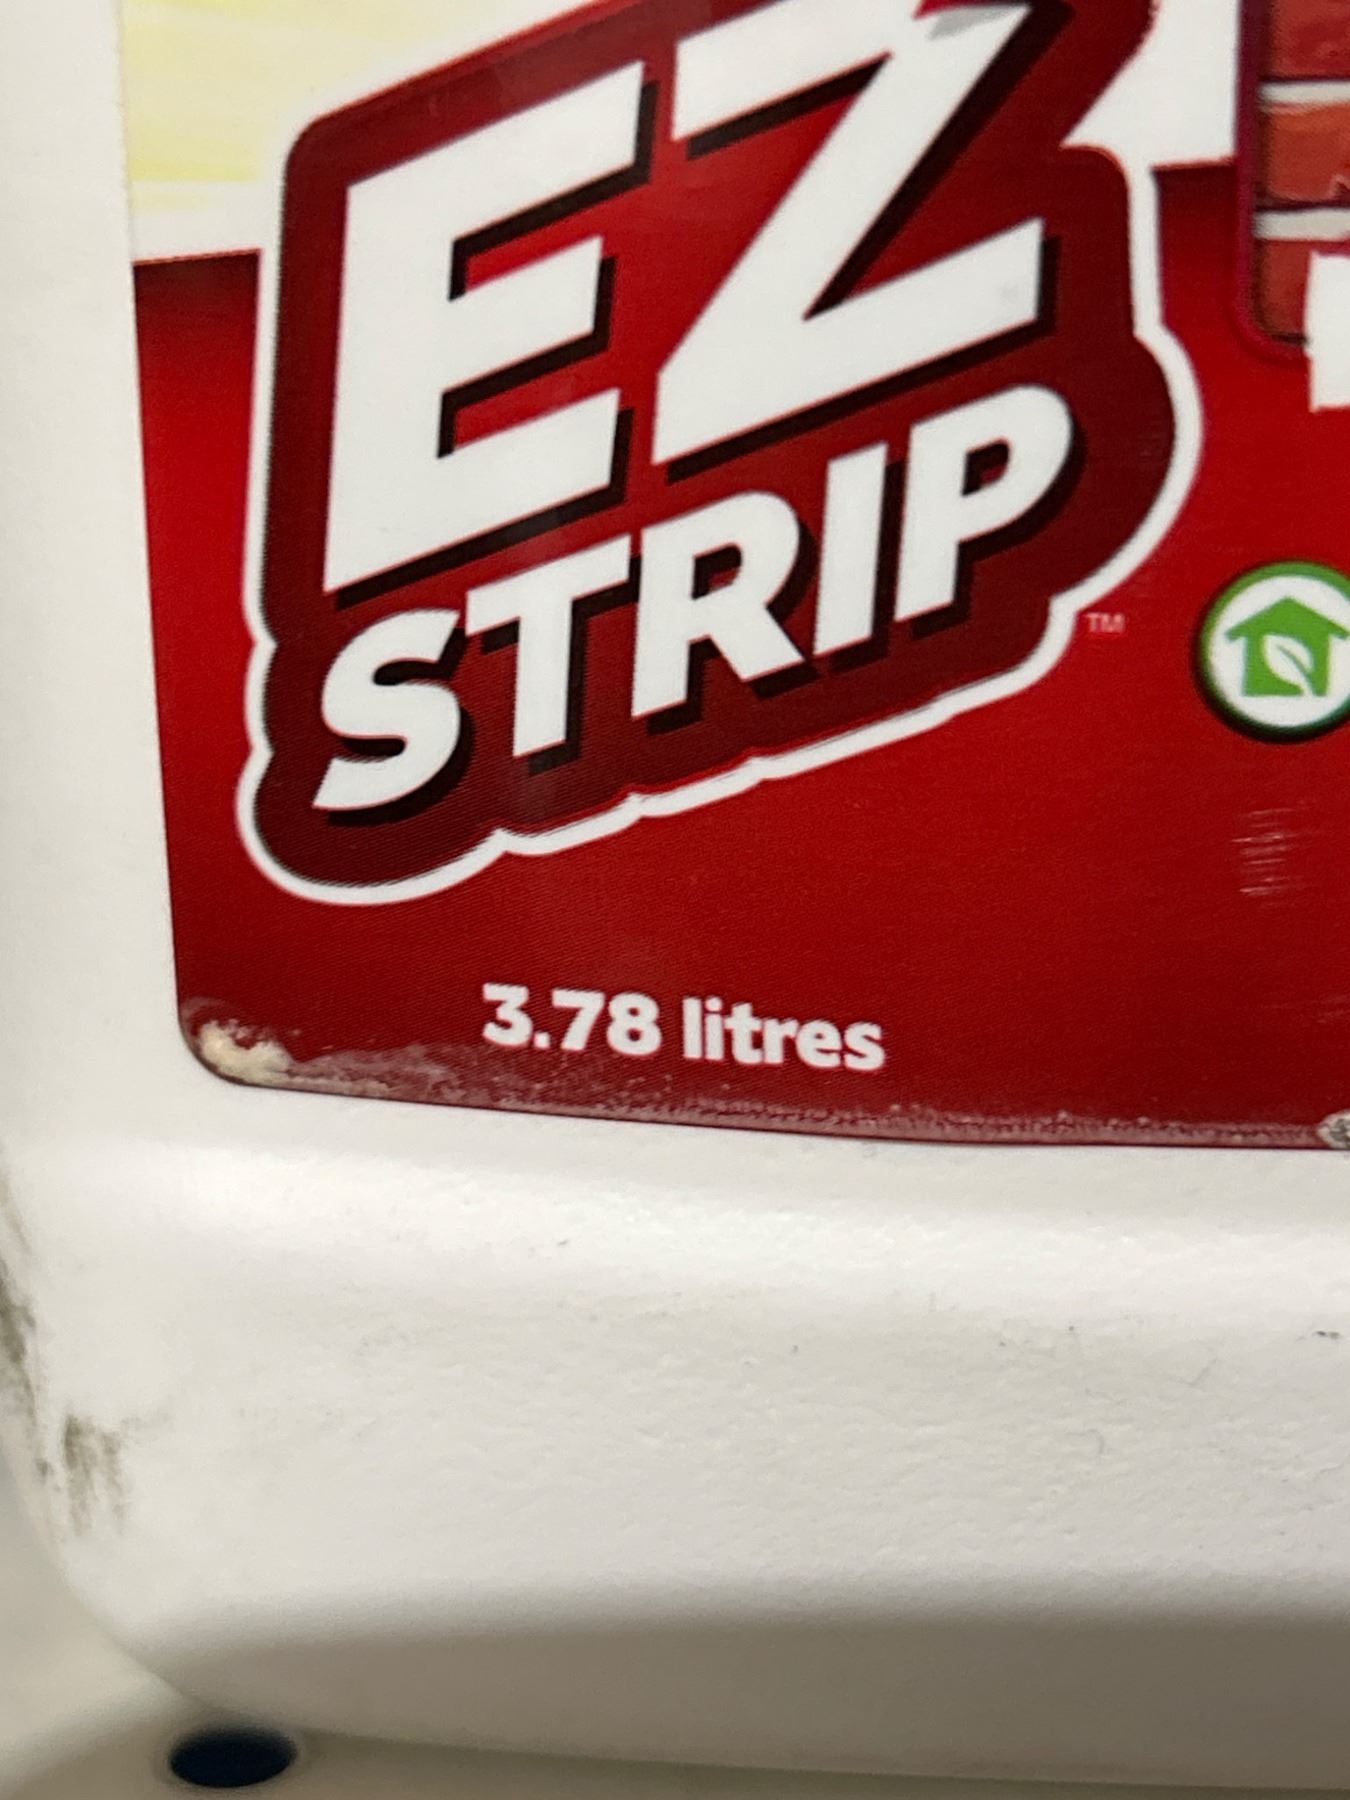 EZ
STRIP
TM
3.78 litres